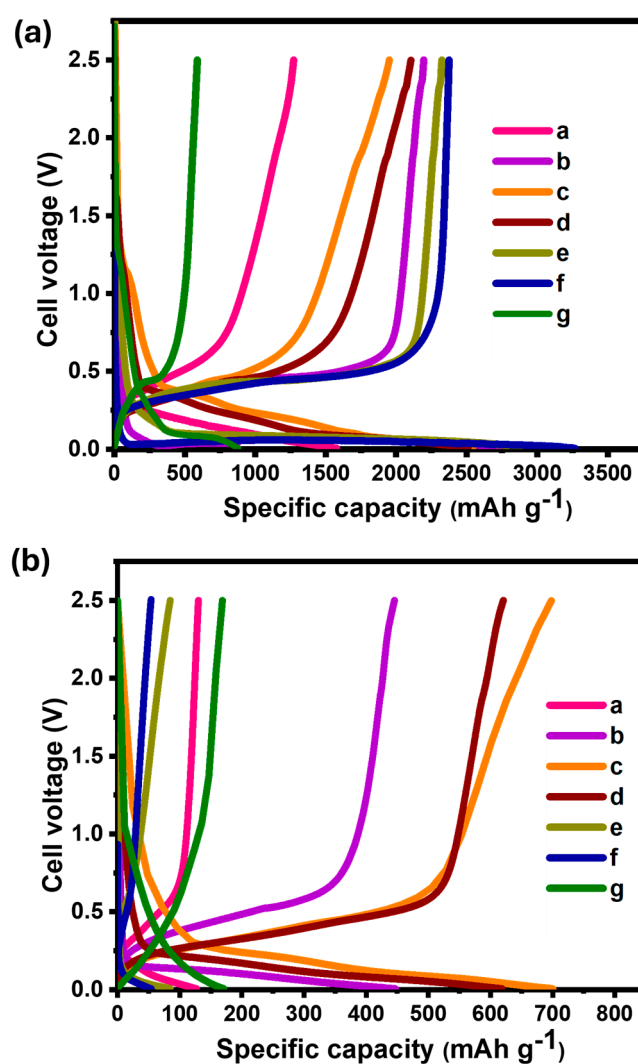 (a)
2.5
2.0
1.5
1.0
0.5
0.0
Cell voltage (V)
a
b
c
d
e
f
g
0 500 1000 1500 2000 2500 3000 3500
Specific capacity (mAh g⁻¹)
(b)
2.5
2.0
1.5
1.0
0.5
0.0
Cell voltage (V)
a
b
c
d
e
f
g
0 100 200 300 400 500 600 700 800
Specific capacity (mAh g⁻¹)